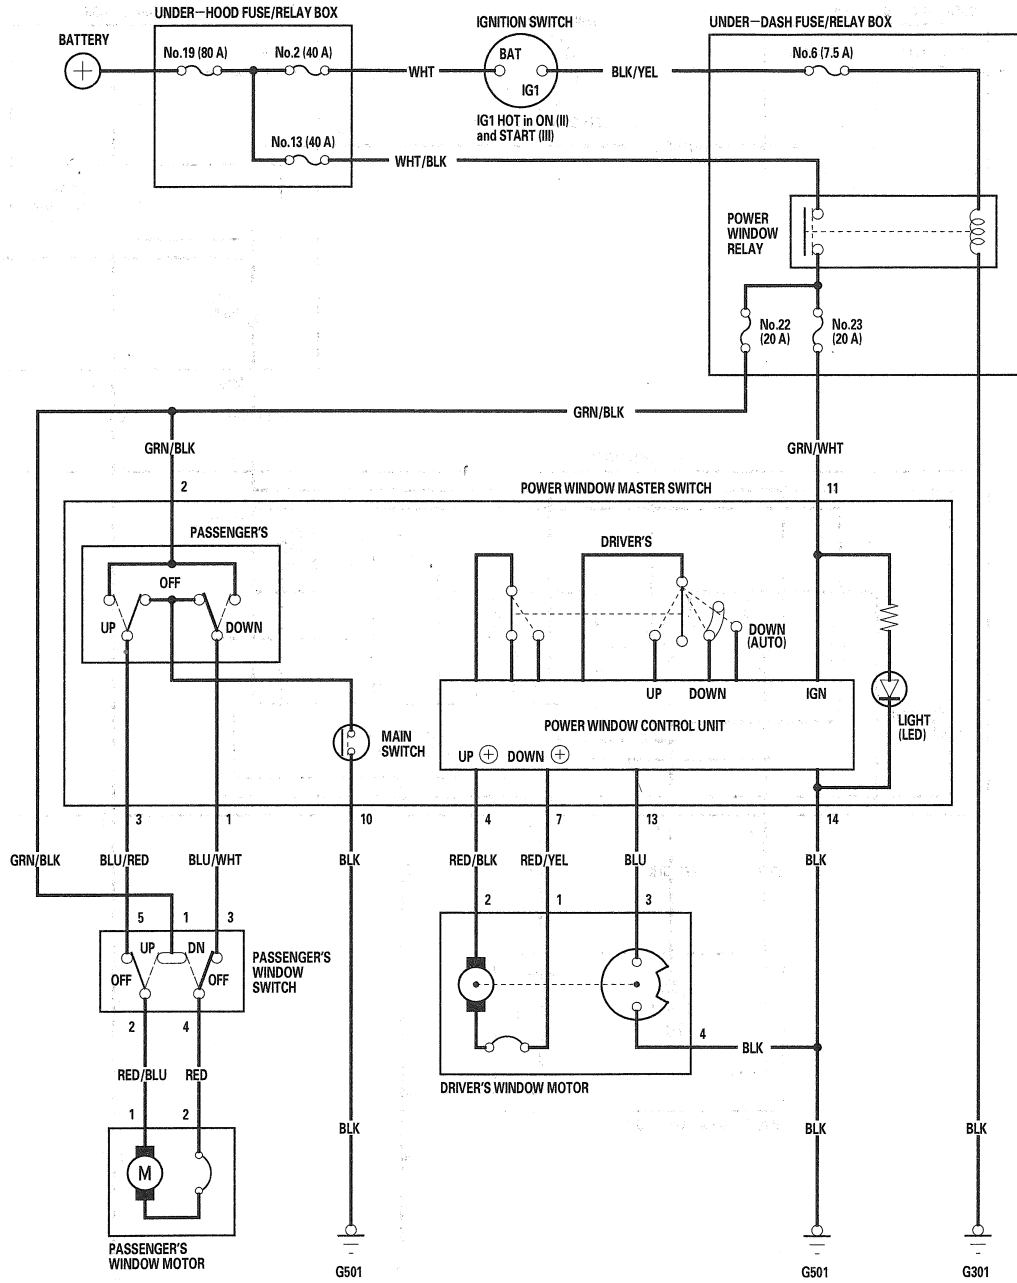 UNDER-HOOD FUSE/RELAY BOX
BATTERY
No.19 (80 A)
No.2 (40 A)
No.13 (40 A)
WHT
IGNITION SWITCH
BAT
IG1
IG1 HOT in ON (II)
and START (III)
BLK/YEL
UNDER-DASH FUSE/RELAY BOX
No.6 (7.5 A)
WHT/BLK
POWER
WINDOW
RELAY
No.22
(20 A)
No.23
(20 A)
GRN/BLK
GRN/BLK
GRN/WHT
2
POWER WINDOW MASTER SWITCH
11
PASSENGER'S
OFF
UP
DOWN
DRIVER'S
DOWN
(AUTO)
UP
DOWN
IGN
POWER WINDOW CONTROL UNIT
UP +
DOWN +
LIGHT
(LED)
MAIN
SWITCH
3
1
10
4
7
13
14
GRN/BLK
BLU/RED
BLU/WHT
BLK
RED/BLK
RED/YEL
BLU
BLK
5
1
3
2
1
3
UP
DN
OFF
OFF
PASSENGER'S
WINDOW
SWITCH
2
4
4
BLK
DRIVER'S WINDOW MOTOR
RED/BLU
RED
1
2
M
PASSENGER'S
WINDOW MOTOR
BLK
BLK
BLK
G501
G501
G301